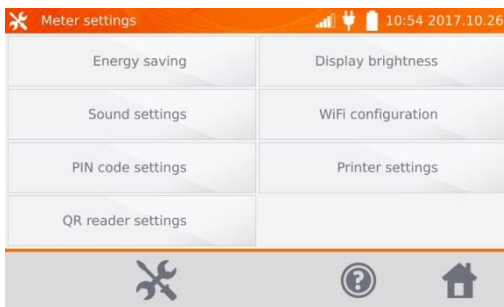 Meter settings 10:54 2017.10.26
Energy saving Display brightness
Sound settings WiFi configuration
PIN code settings Printer settings
QR reader settings
?